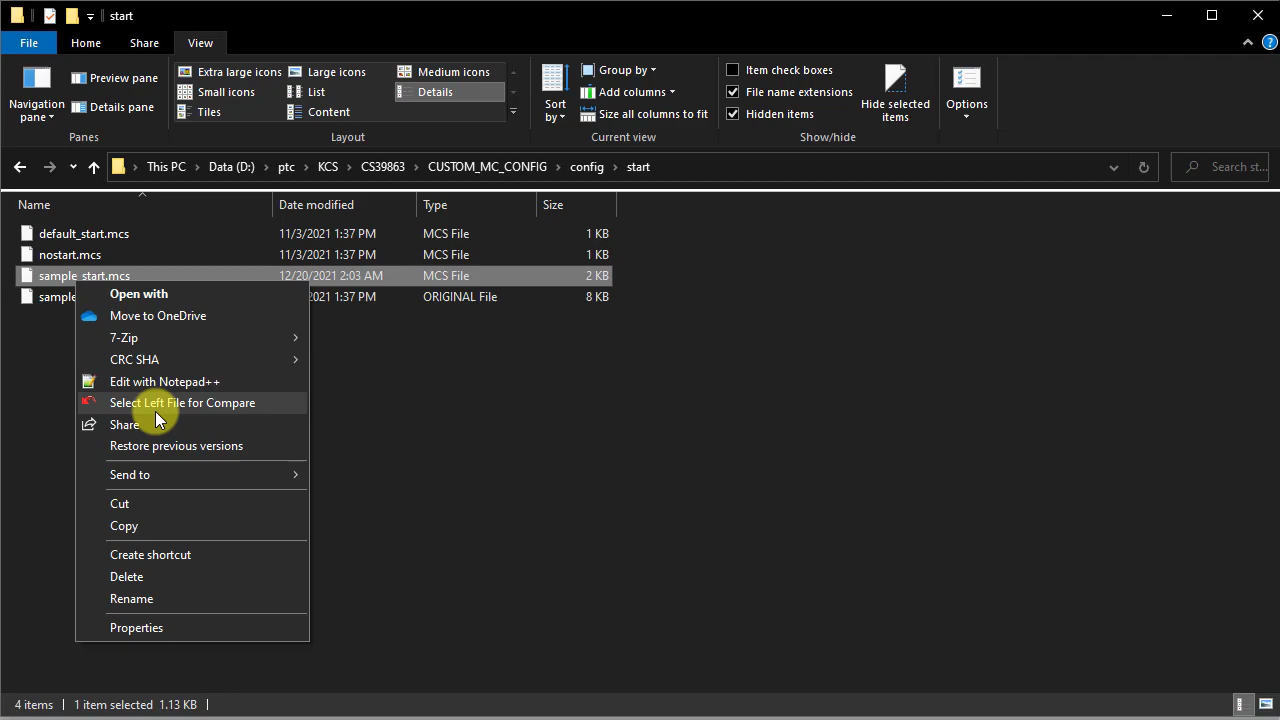 start
File
Home
Share
View
Navigation pane
Preview pane
Details pane
Panes
Extra large icons
Large icons
Medium icons
Small icons
List
Details
Tiles
Content
Layout
Sort by
Group by
Add columns
Size all columns to fit
Current view
Item check boxes
File name extensions
Hidden items
Hide selected items
Show/hide
Options
This PC
Data (D:)
ptc
KCS
CS39863
CUSTOM_MC_CONFIG
config
start
Search st...
Name
Date modified
Type
Size
default_start.mcs 11/3/2021 1:37 PM MCS File 1 KB
nostart.mcs 11/3/2021 1:37 PM MCS File 1 KB
sample_start.mcs 12/20/2021 2:03 AM MCS File 2 KB
sample 2021 1:37 PM ORIGINAL File 8 KB
Open with
Move to OneDrive
7-Zip
CRC SHA
Edit with Notepad++
Select Left File for Compare
Share
Restore previous versions
Send to
Cut
Copy
Create shortcut
Delete
Rename
Properties
4 items
1 item selected 1.13 KB